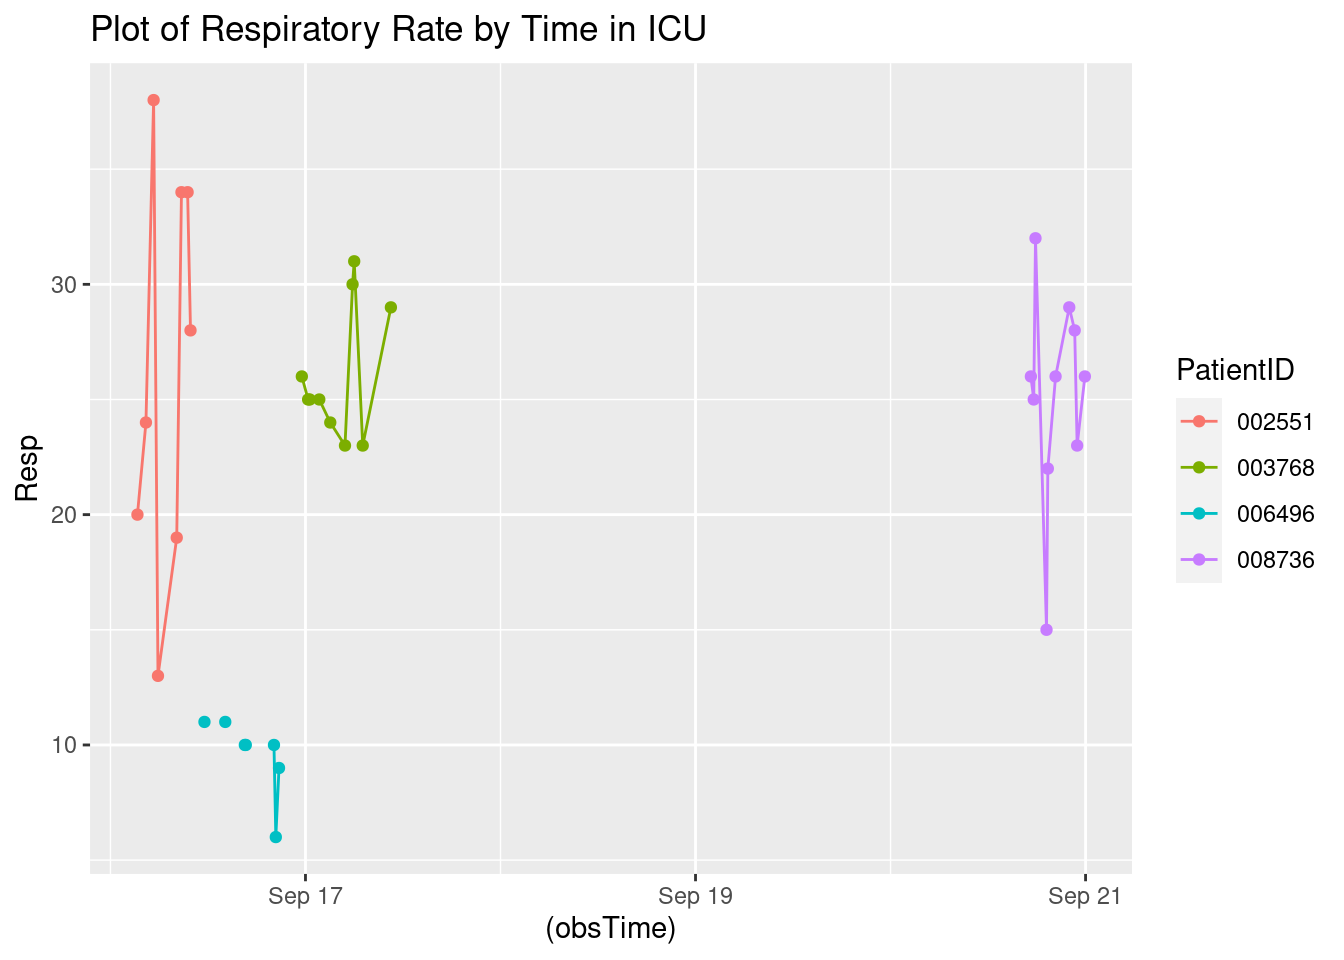 Plot of Respiratory Rate by Time in ICU
Resp
30
20
10
Sep 17
Sep 19
Sep 21
(obsTime)
PatientID
002551
003768
006496
008736